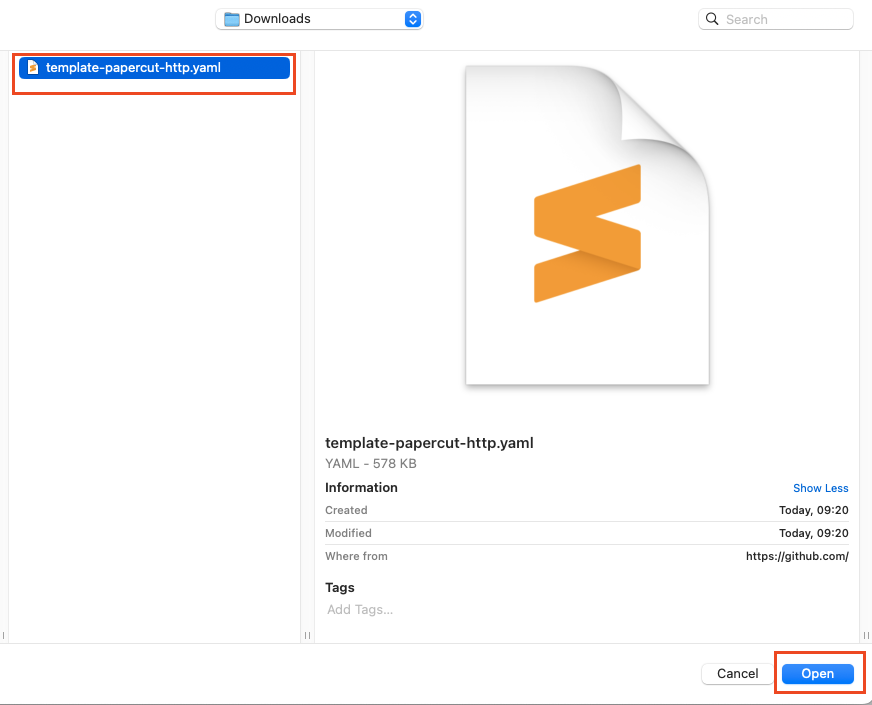 Downloads
Search
template-papercut-http.yaml
template-papercut-http.yaml
YAML - 578 KB
Information Show Less
Created Today, 09:20
Modified Today, 09:20
Where from https://github.com/
Tags
Add Tags...
Cancel Open